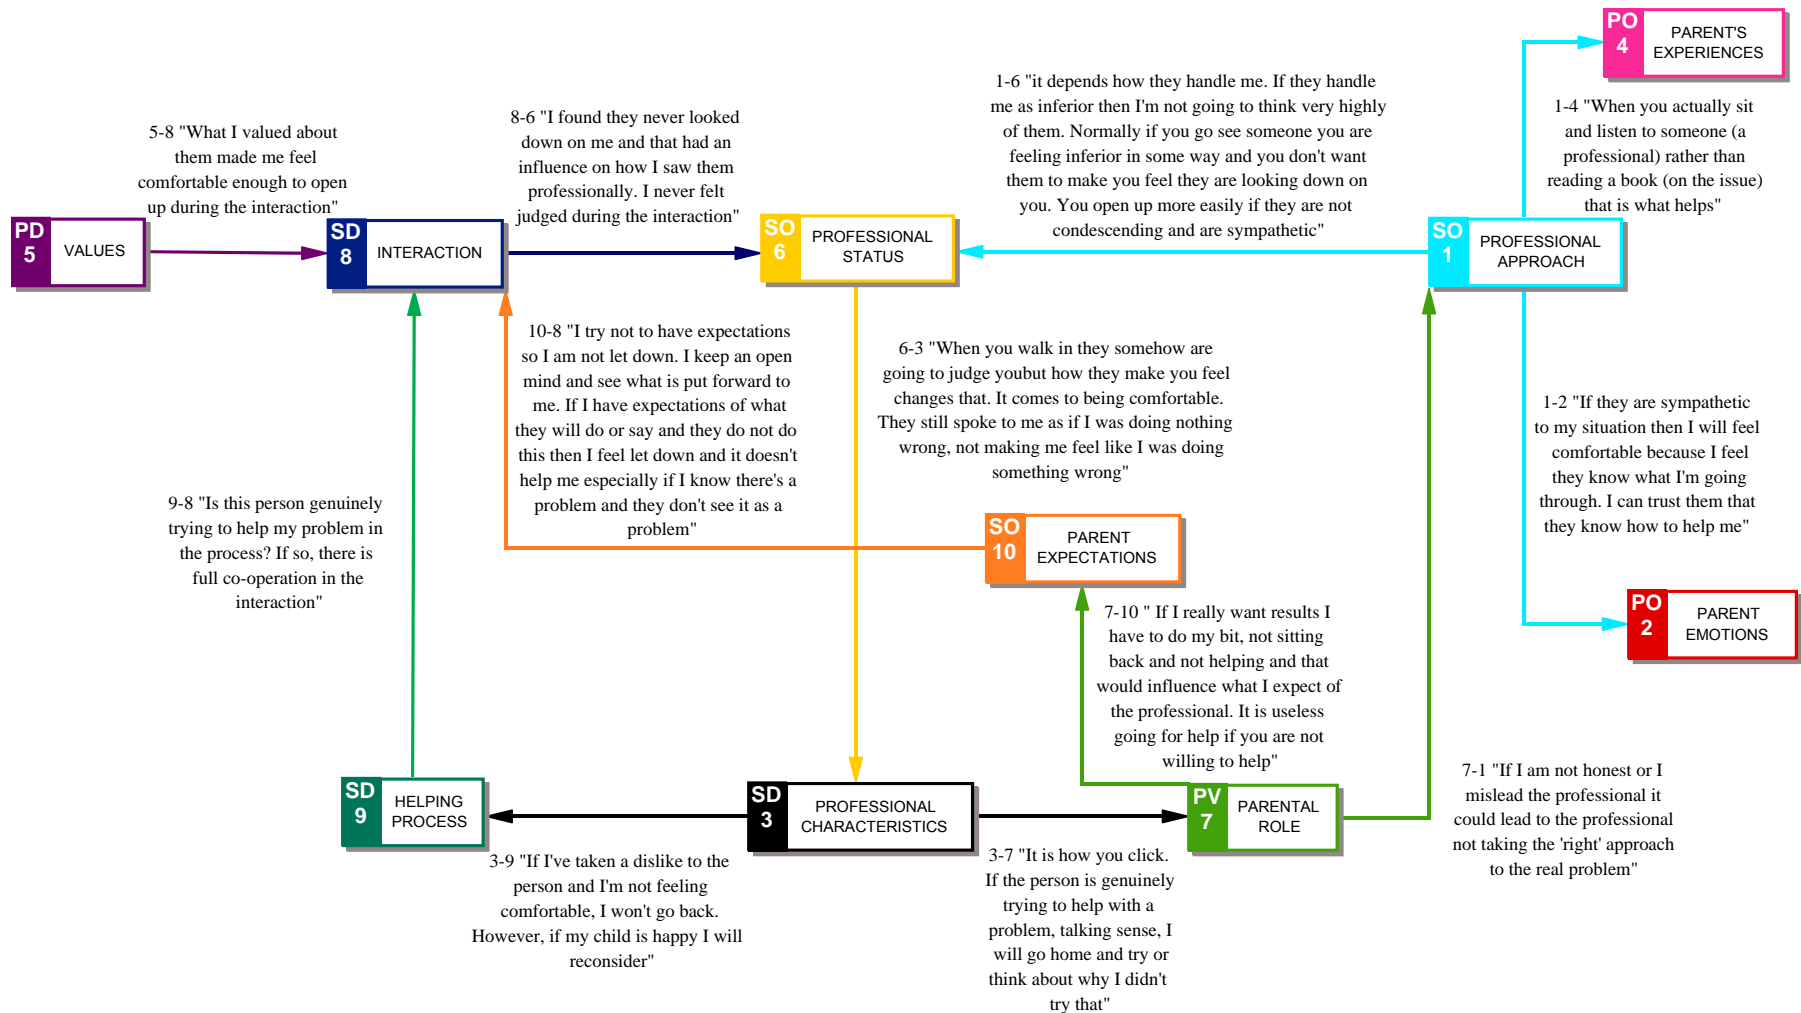 PO
4
PARENT'S
EXPERIENCES
1-6 "it depends how they handle me. If they handle
me as inferior then I'm not going to think very highly
of them. Normally if you go see someone you are
feeling inferior in some way and you don't want
them to make you feel they are looking down on
you. You open up more easily if they are not
condescending and are sympathetic"
1-4 "When you actually sit
and listen to someone (a
professional) rather than
reading a book (on the issue)
that is what helps"
8-6 "I found they never looked
down on me and that had an
influence on how I saw them
professionally. I never felt
judged during the interaction"
5-8 "What I valued about
them made me feel
comfortable enough to open
up during the interaction"
PD
5
VALUES
SD
8
INTERACTION
SO
6
PROFESSIONAL
STATUS
SO
1
PROFESSIONAL
APPROACH
10-8 "I try not to have expectations
so I am not let down. I keep an open
mind and see what is put forward to
me. If I have expectations of what
they will do or say and they do not do
this then I feel let down and it doesn't
help me especially if I know there's a
problem and they don't see it as a
problem"
6-3 "When you walk in they somehow are
going to judge youbut how they make you feel
changes that. It comes to being comfortable.
They still spoke to me as if I was doing nothing
wrong, not making me feel like I was doing
something wrong"
1-2 "If they are sympathetic
to my situation then I will feel
comfortable because I feel
they know what I'm going
through. I can trust them that
they know how to help me"
9-8 "Is this person genuinely
trying to help my problem in
the process? If so, there is
full co-operation in the
interaction"
SO
10
PARENT
EXPECTATIONS
PO
2
PARENT
EMOTIONS
7-10 " If I really want results I
have to do my bit, not sitting
back and not helping and that
would influence what I expect of
the professional. It is useless
going for help if you are not
willing to help"
7-1 "If I am not honest or I
mislead the professional it
could lead to the professional
not taking the 'right' approach
to the real problem"
SD
9
HELPING
PROCESS
SD
3
PROFESSIONAL
CHARACTERISTICS
PV
7
PARENTAL
ROLE
3-9 "If I've taken a dislike to the
person and I'm not feeling
comfortable, I won't go back.
However, if my child is happy I will
reconsider"
3-7 "It is how you click.
If the person is genuinely
trying to help with a
problem, talking sense, I
will go home and try or
think about why I didn't
try that"